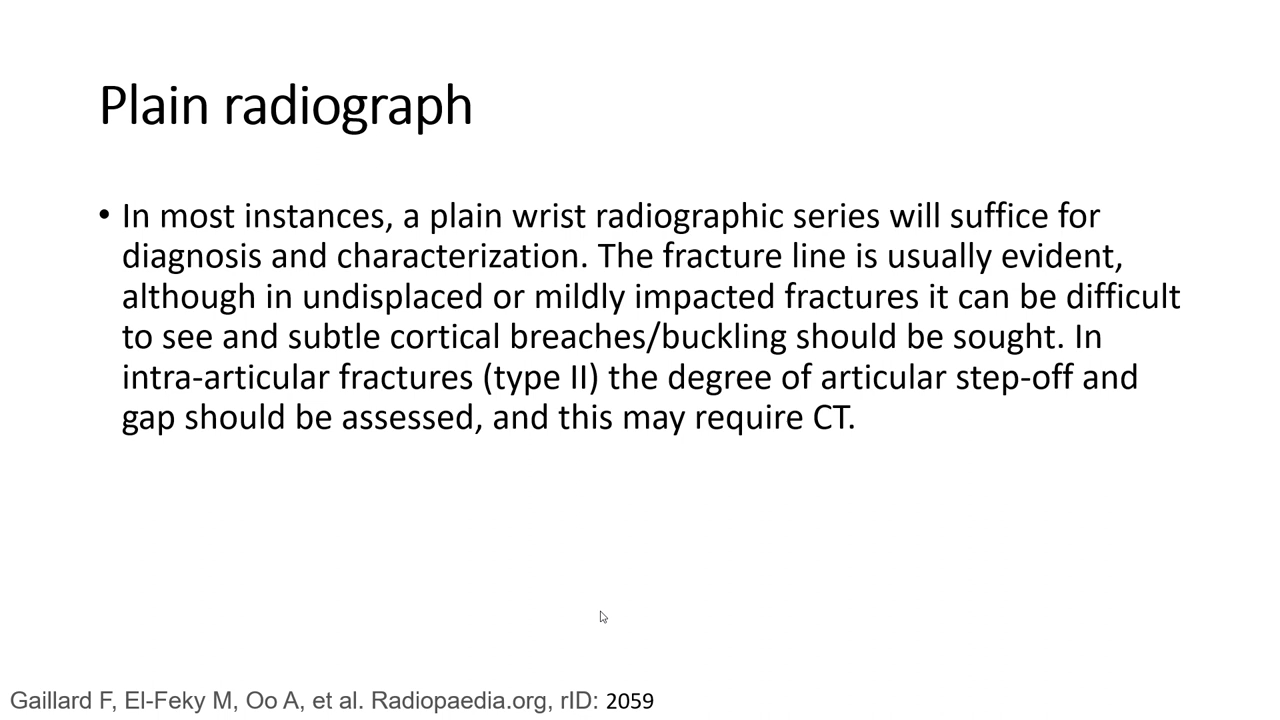 Plain radiograph
• In most instances, a plain wrist radiographic series will suffice for
diagnosis and characterization. The fracture line is usually evident,
although in undisplaced or mildly impacted fractures it can be difficult
to see and subtle cortical breaches/buckling should be sought. In
intra-articular fractures (type II) the degree of articular step-off and
gap should be assessed, and this may require CT.
Gaillard F, El-Feky M, Oo A, et al. Radiopaedia.org, rID: 2059